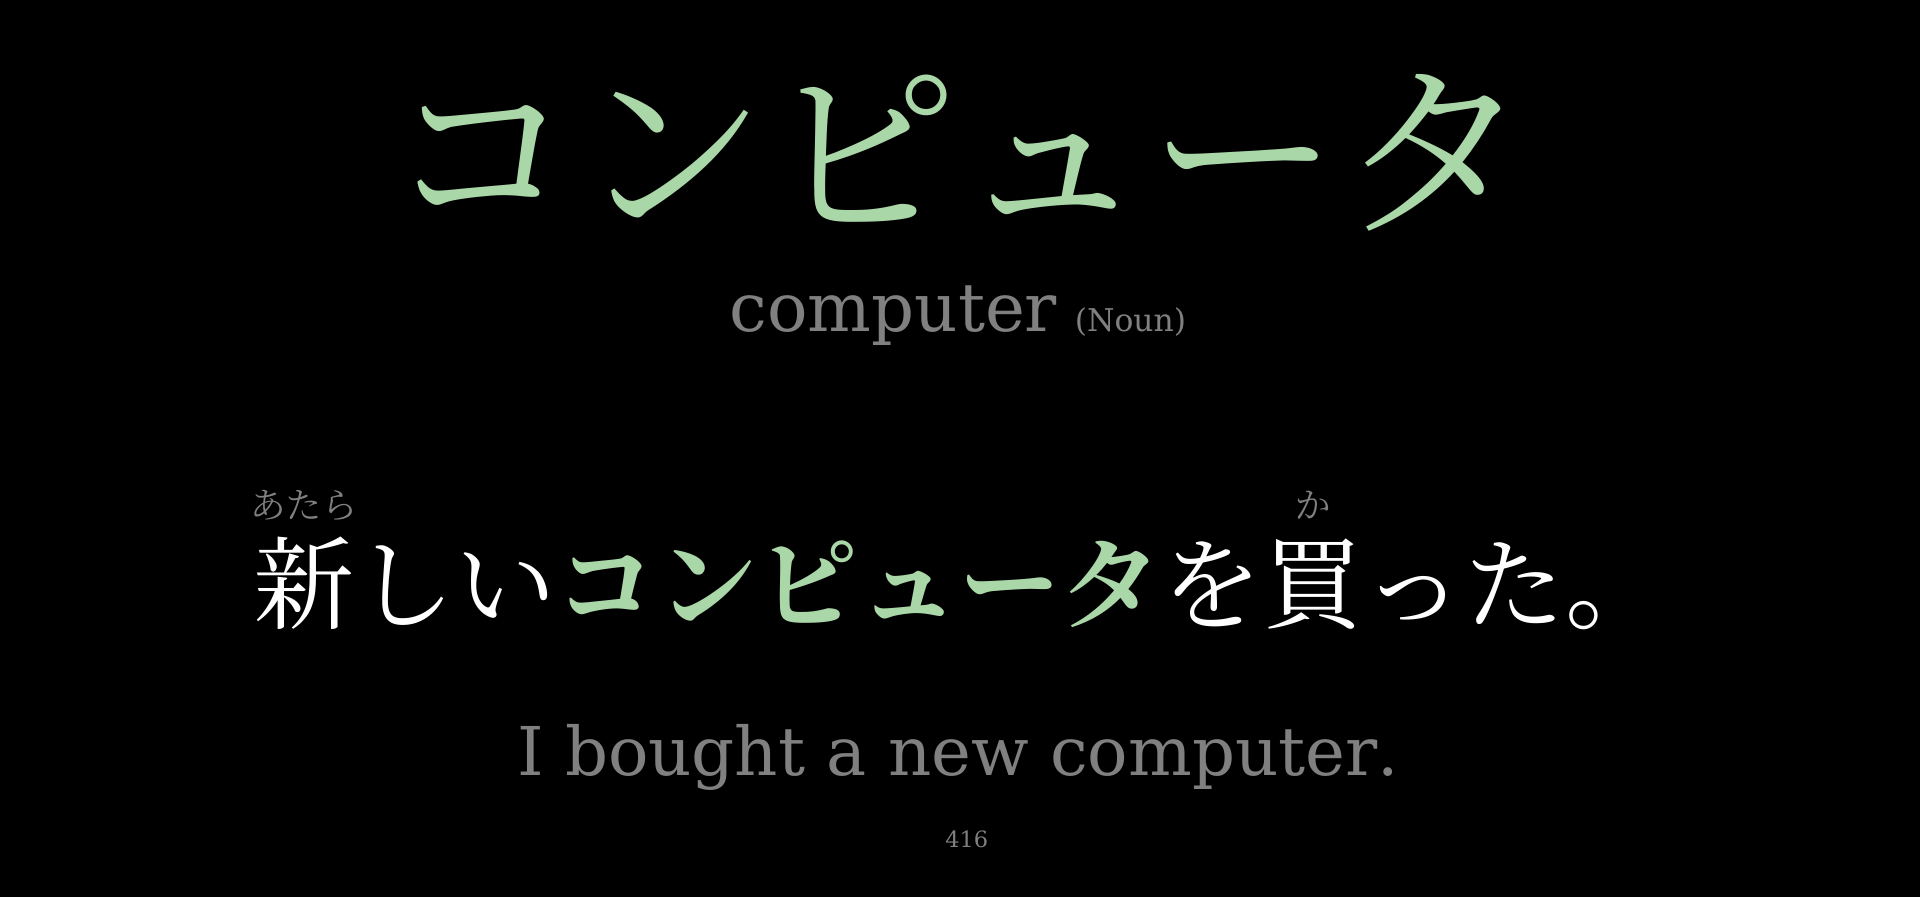 コンピュータ
computer (Noun)
あたら か
新しいコンピュータを買った。
I bought a new computer.
416